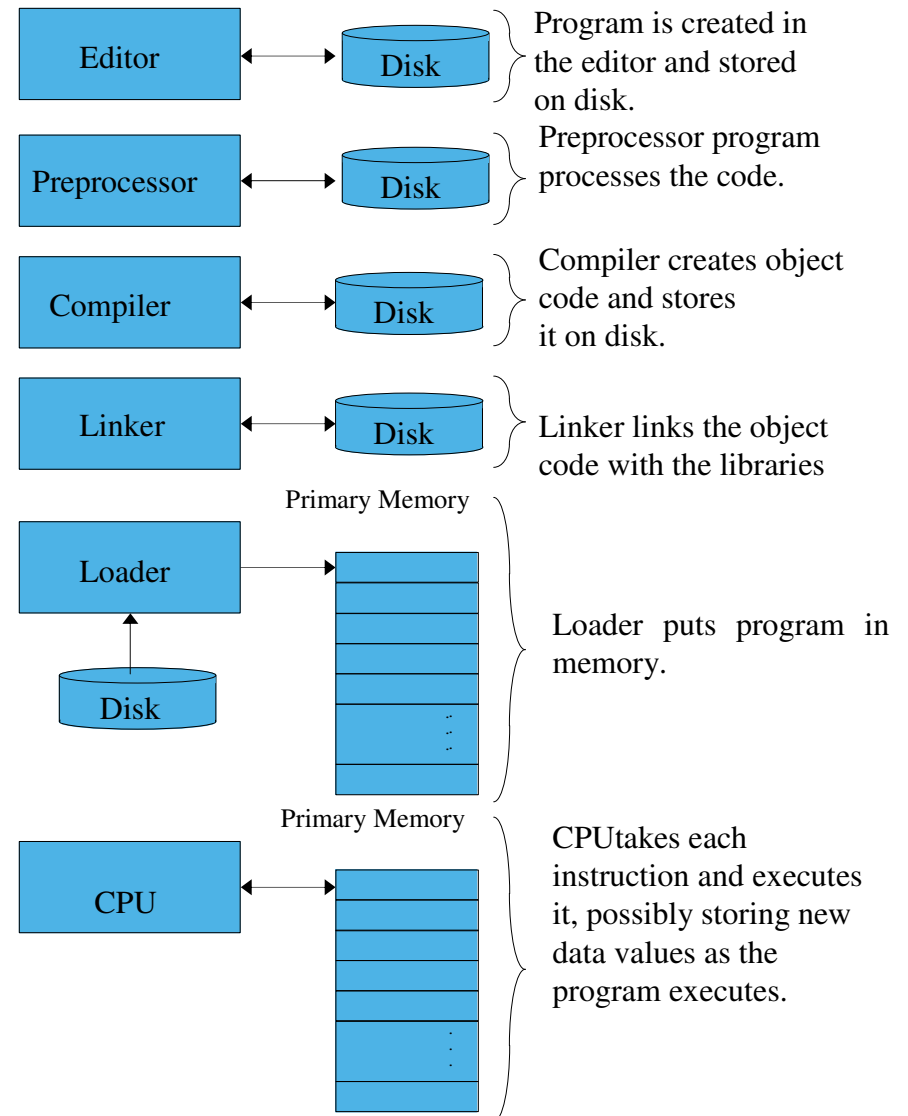 Editor
Disk
Program is created in
the editor and stored
on disk.
Preprocessor
Disk
Preprocessor program
processes the code.
Compiler
Disk
Compiler creates object
code and stores
it on disk.
Linker
Disk
Linker links the object
code with the libraries
Primary Memory
Loader
Disk
Loader puts program in
memory.
Primary Memory
CPU
CPUtakes each
instruction and executes
it, possibly storing new
data values as the
program executes.